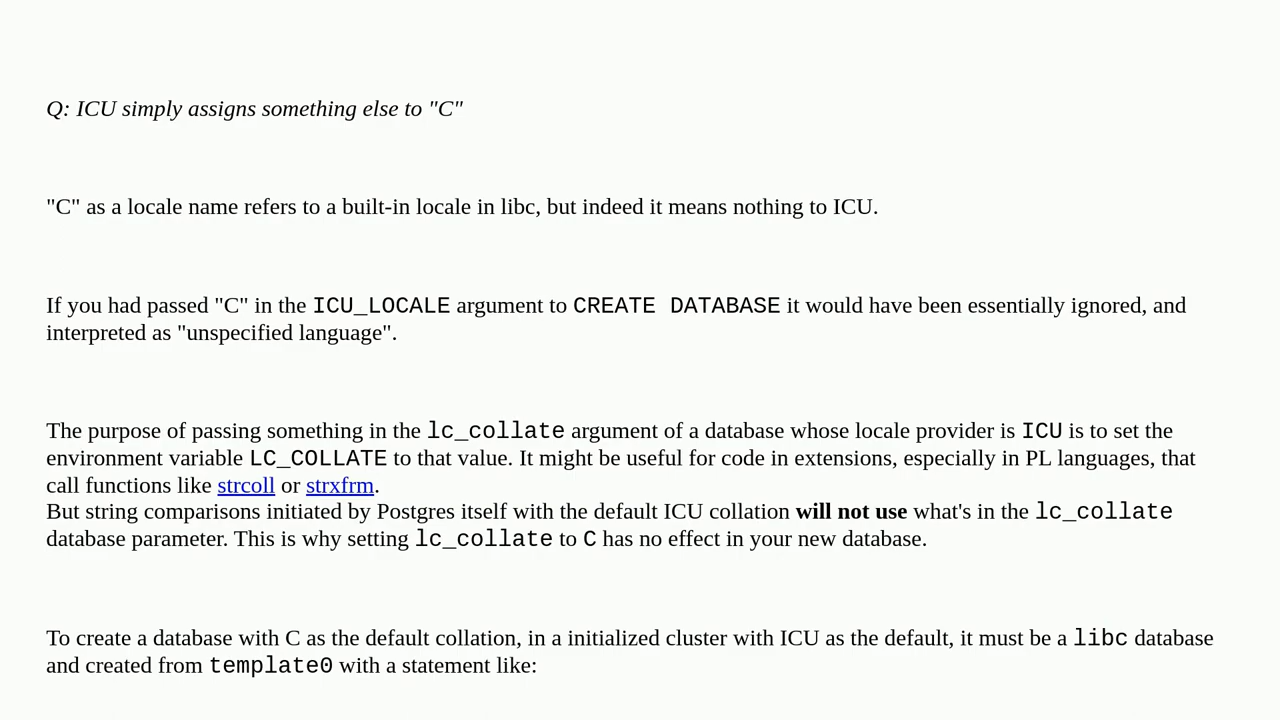 Q: ICU simply assigns something else to "C"
"C" as a locale name refers to a built-in locale in libc, but indeed it means nothing to ICU.
If you had passed "C" in the ICU_LOCALE argument to CREATE DATABASE it would have been essentially ignored, and
interpreted as "unspecified language".
The purpose of passing something in the lc_collate argument of a database whose locale provider is ICU is to set the
environment variable LC_COLLATE to that value. It might be useful for code in extensions, especially in PL languages, that
call functions like strcoll or strxfrm.
But string comparisons initiated by Postgres itself with the default ICU collation will not use what's in the lc_collate
database parameter. This is why setting lc_collate to C has no effect in your new database.
To create a database with C as the default collation, in a initialized cluster with ICU as the default, it must be a libc database
and created from template0 with a statement like: